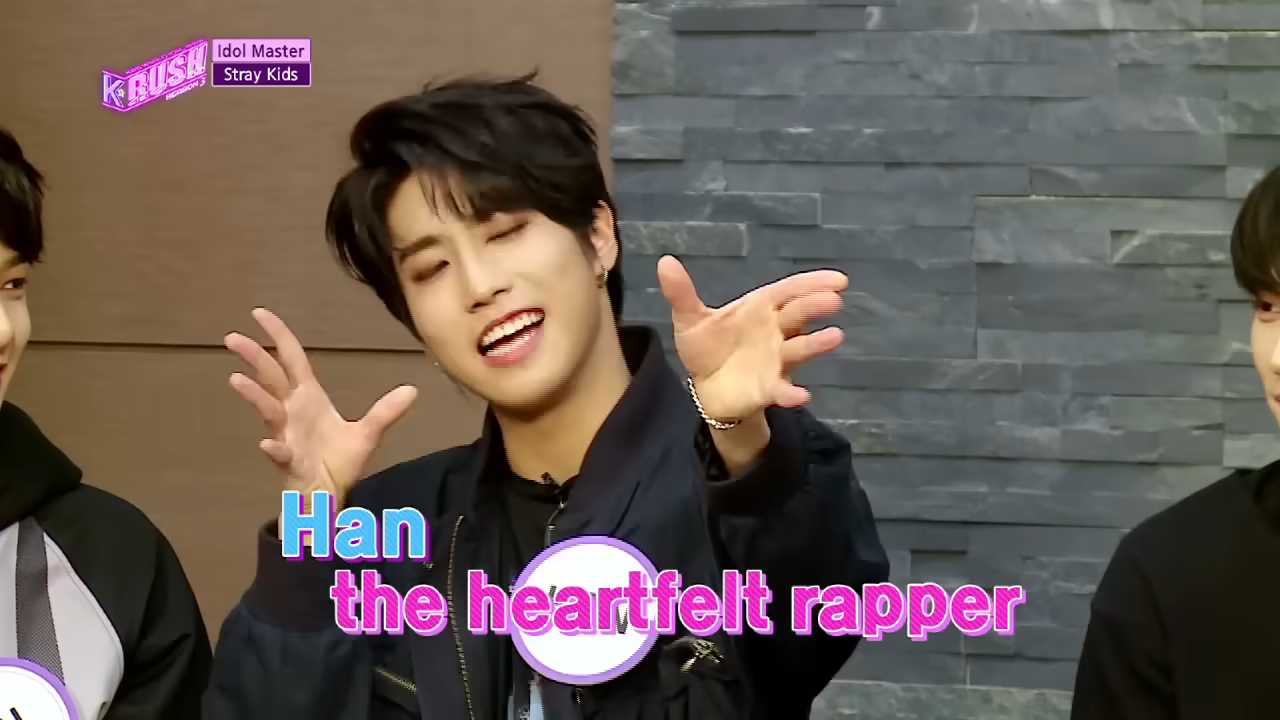 K RUSH
SEASON 3
Idol Master
Stray Kids
Han
the heartfelt rapper